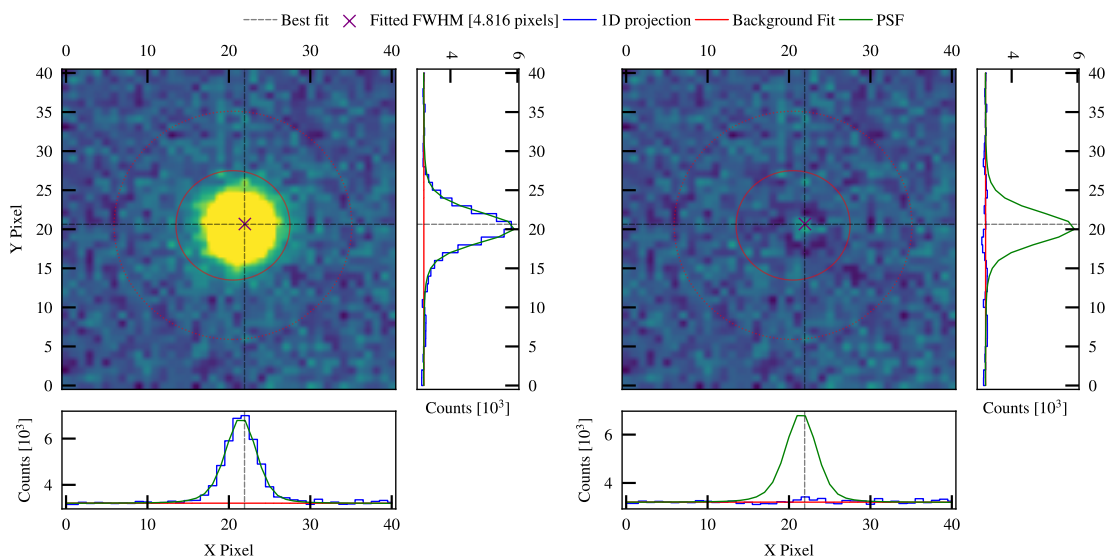 Best fit Fitted FWHM [4.816 pixels] 1D projection Background Fit PSF
0 10 20 30 40 4 6 0 10 20 30 40 4 6
40 40 40
35 35 35
30 30 30
25 25 25
Y Pixel
20 20 20
15 15 15
10 10 10
5 5 5
0 0 0
Counts [10³] Counts [10³]
Counts [10³] 6 4 Counts [10³] 6 4
0 10 20 30 40 0 10 20 30 40
X Pixel X Pixel